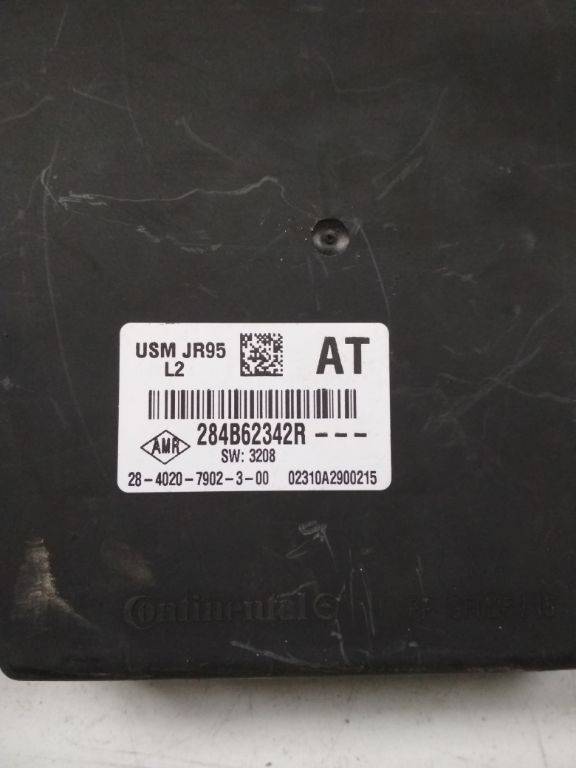 USM JR95
L2
AT
284B62342R---
AMR
SW: 3208
28-4020-7902-3-00 02310A2900215
Continental